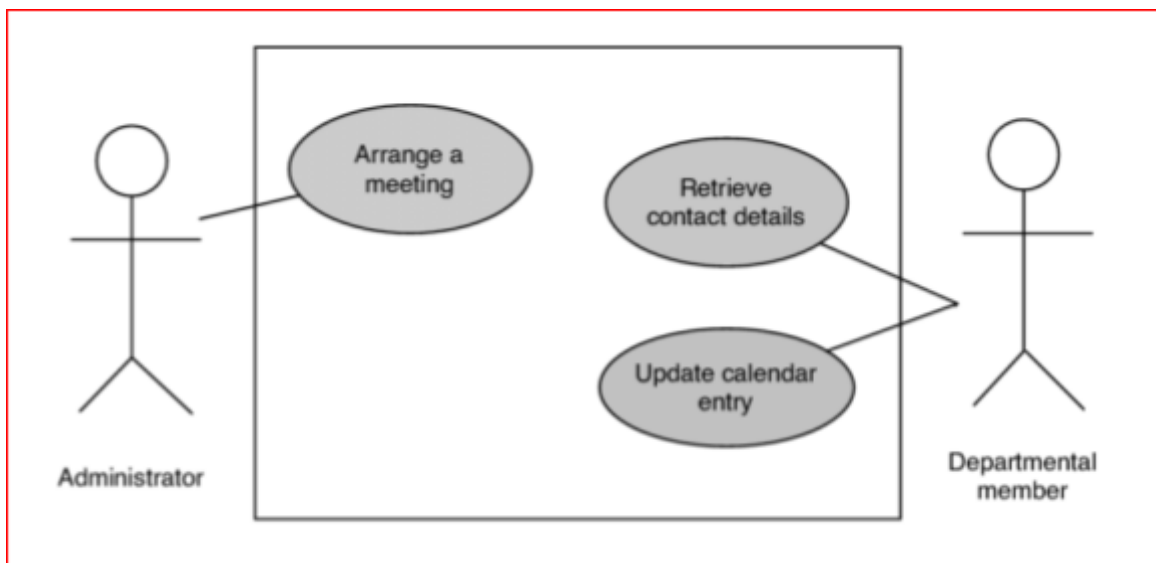 Arrange a
meeting
Retrieve
contact details
Update calendar
entry
Administrator
Departmental
member